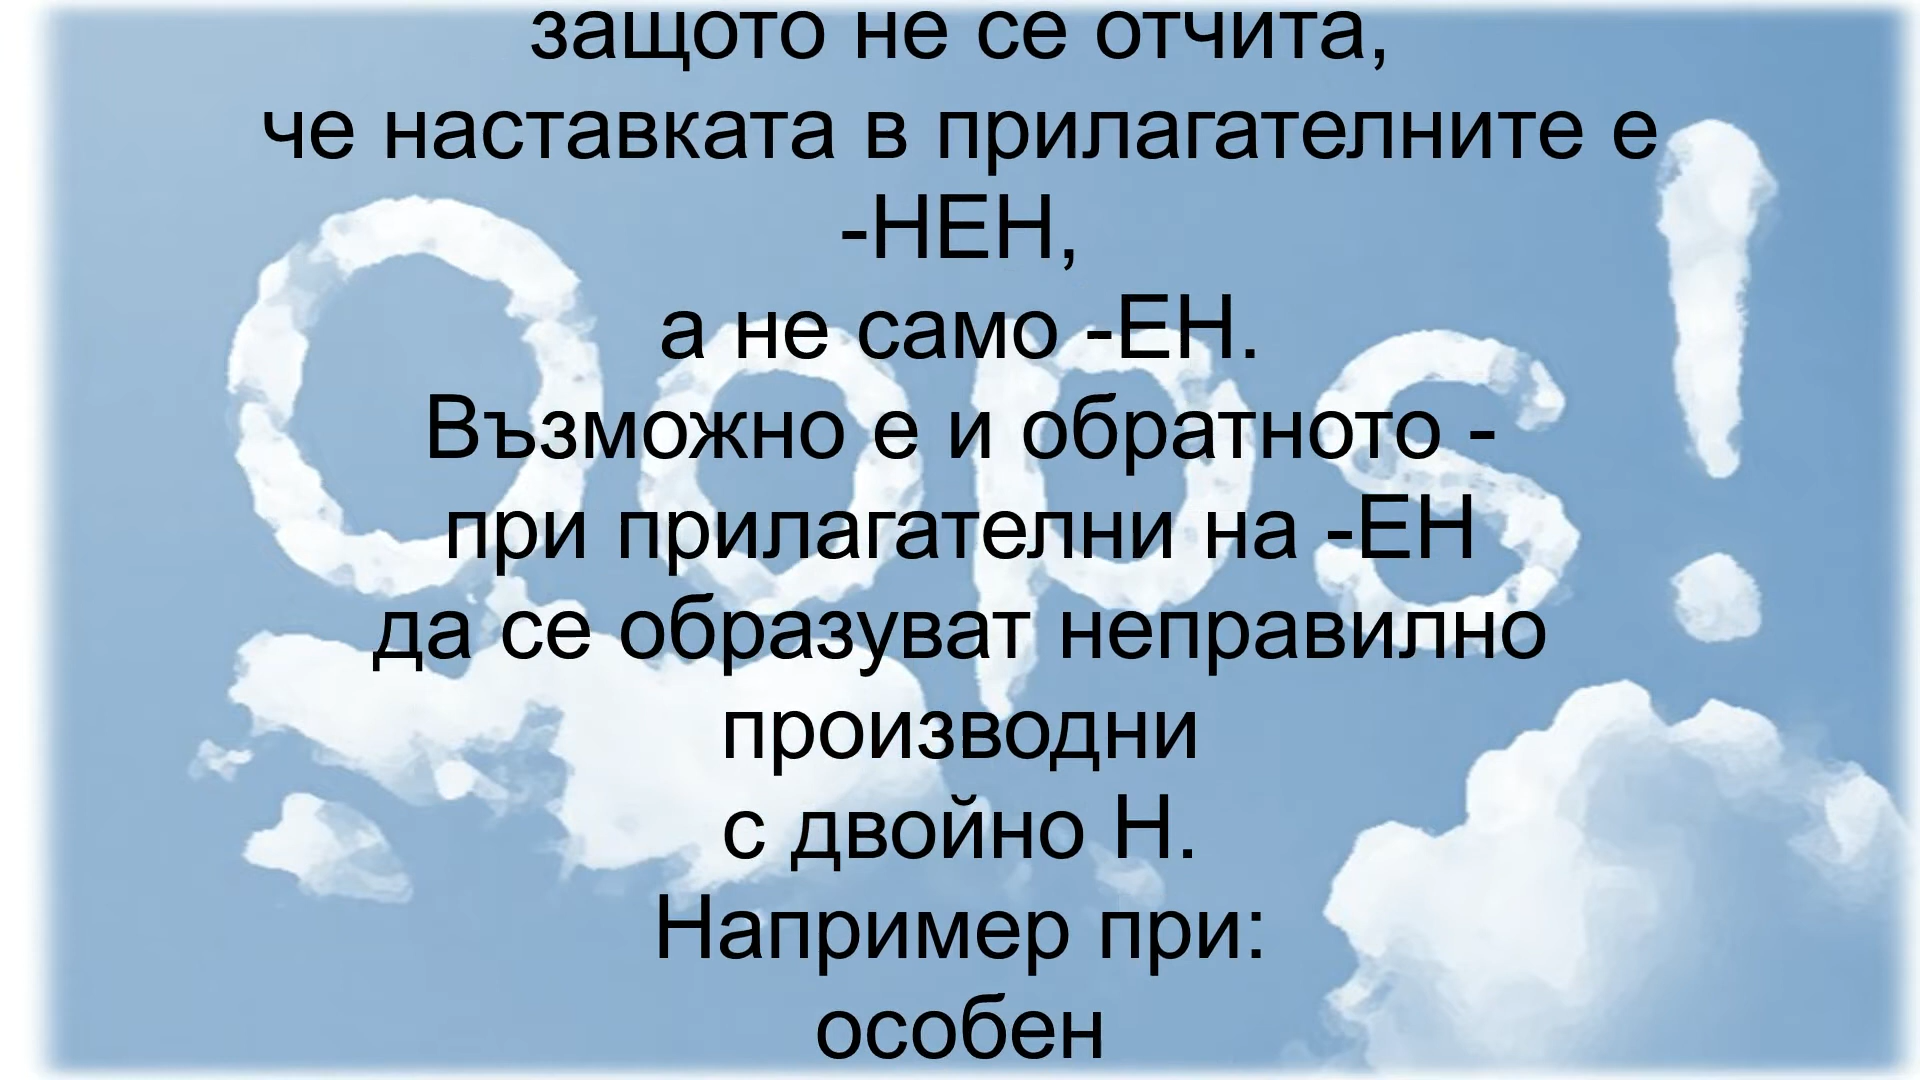 защото не се отчита,
че наставката в прилагателните е
-НЕН,
а не само -ЕН.
Възможно е и обратното -
при прилагателни на -ЕН
да се образуват неправилно
производни
с двойно Н.
Например при:
особен
Oops!